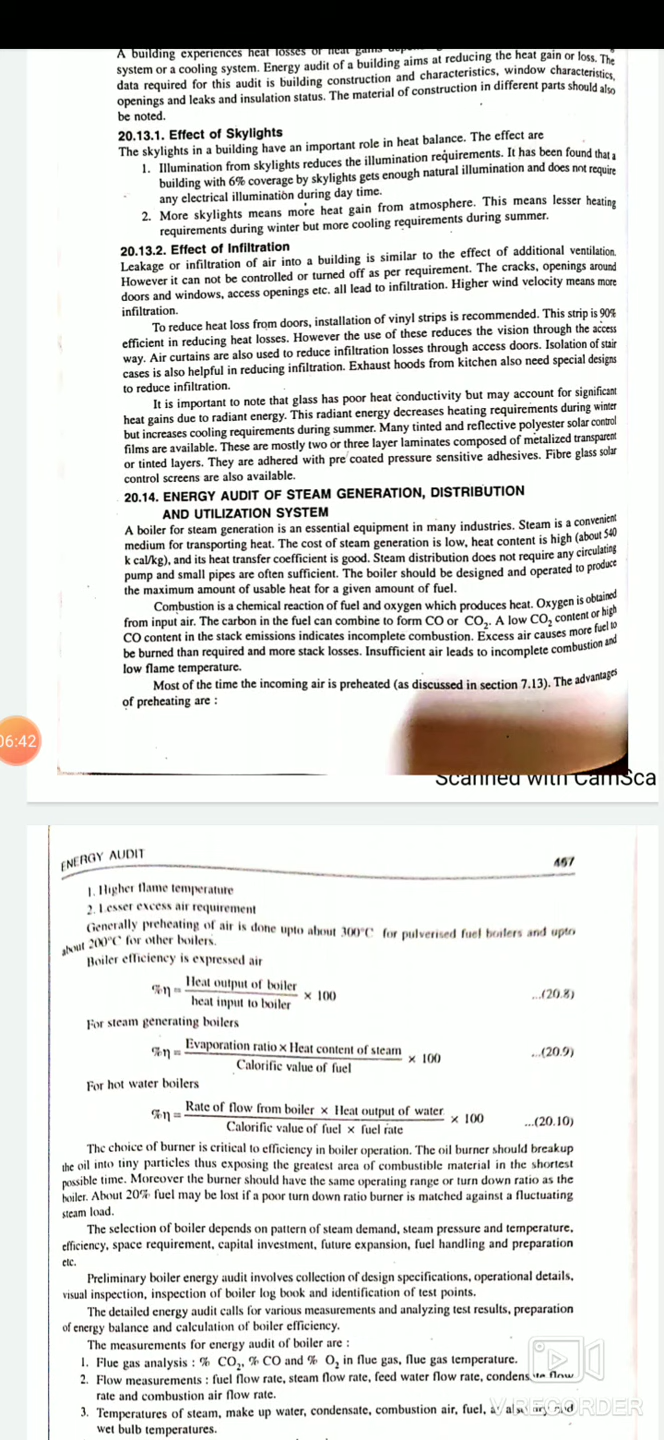 A building experiences heat losses or heat gains
system or a cooling system. Energy audit of a building aims at reducing the heat gain or loss. The
data required for this audit is building construction and characteristics, window characteristics,
openings and leaks and insulation status. The material of construction in different parts should also
be noted.
20.13.1. Effect of Skylights
The skylights in a building have an important role in heat balance. The effect are
1. Illumination from skylights reduces the illumination requirements. It has been found that a
building with 6% coverage by skylights gets enough natural illumination and does not require
any electrical illumination during day time.
2. More skylights means more heat gain from atmosphere. This means lesser heating
requirements during winter but more cooling requirements during summer.
20.13.2. Effect of Infiltration
Leakage or infiltration of air into a building is similar to the effect of additional ventilation.
However it can not be controlled or turned off as per requirement. The cracks, openings around
doors and windows, access openings etc. all lead to infiltration. Higher wind velocity means more
infiltration.
To reduce heat loss from doors, installation of vinyl strips is recommended. This strip is 90%
efficient in reducing heat losses. However the use of these reduces the vision through the access
way. Air curtains are also used to reduce infiltration losses through access doors. Isolation of stair
cases is also helpful in reducing infiltration. Exhaust hoods from kitchen also need special designs
to reduce infiltration.
It is important to note that glass has poor heat conductivity but may account for significant
heat gains due to radiant energy. This radiant energy decreases heating requirements during winter
but increases cooling requirements during summer. Many tinted and reflective polyester solar control
films are available. These are mostly two or three layer laminates composed of metalized transparent
or tinted layers. They are adhered with pre coated pressure sensitive adhesives. Fibre glass solar
control screens are also available.
20.14. ENERGY AUDIT OF STEAM GENERATION, DISTRIBUTION
AND UTILIZATION SYSTEM
A boiler for steam generation is an essential equipment in many industries. Steam is a convenient
medium for transporting heat. The cost of steam generation is low, heat content is high (about 540
k cal/kg), and its heat transfer coefficient is good. Steam distribution does not require any circulating
pump and small pipes are often sufficient. The boiler should be designed and operated to produce
the maximum amount of usable heat for a given amount of fuel.
Combustion is a chemical reaction of fuel and oxygen which produces heat. Oxygen is obtained
from input air. The carbon in the fuel can combine to form CO or CO₂. A low CO₂ content or high
CO content in the stack emissions indicates incomplete combustion. Excess air causes more fuel to
be burned than required and more stack losses. Insufficient air leads to incomplete combustion and
low flame temperature.
Most of the time the incoming air is preheated (as discussed in section 7.13). The advantages
of preheating are :
06:42
Scanned with CamSca
ENERGY AUDIT 457
1. Higher flame temperature
2. Lesser excess air requirement
Generally preheating of air is done upto about 300°C for pulverised fuel boilers and upto
about 200°C for other boilers.
Boiler efficiency is expressed air
%η = Heat output of boiler / heat input to boiler × 100 ...(20.8)
For steam generating boilers
%η = Evaporation ratio × Heat content of steam / Calorific value of fuel × 100 ...(20.9)
For hot water boilers
%η = Rate of flow from boiler × Heat output of water / Calorific value of fuel × fuel rate × 100 ...(20.10)
The choice of burner is critical to efficiency in boiler operation. The oil burner should breakup
the oil into tiny particles thus exposing the greatest area of combustible material in the shortest
possible time. Moreover the burner should have the same operating range or turn down ratio as the
boiler. About 20% fuel may be lost if a poor turn down ratio burner is matched against a fluctuating
steam load.
The selection of boiler depends on pattern of steam demand, steam pressure and temperature,
efficiency, space requirement, capital investment, future expansion, fuel handling and preparation
etc.
Preliminary boiler energy audit involves collection of design specifications, operational details,
visual inspection, inspection of boiler log book and identification of test points.
The detailed energy audit calls for various measurements and analyzing test results, preparation
of energy balance and calculation of boiler efficiency.
The measurements for energy audit of boiler are :
1. Flue gas analysis : % CO₂, % CO and % O₂ in flue gas, flue gas temperature.
2. Flow measurements : fuel flow rate, steam flow rate, feed water flow rate, condensate flow
rate and combustion air flow rate.
3. Temperatures of steam, make up water, condensate, combustion air, fuel,
wet bulb temperatures.
VIRECORDER